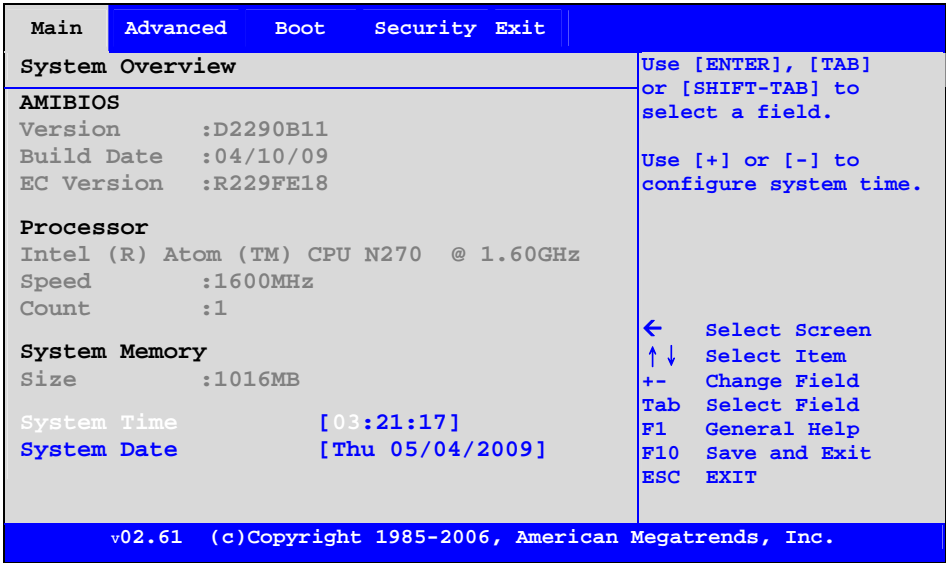 Main Advanced Boot Security Exit
System Overview
AMIBIOS
Version :D2290B11
Build Date :04/10/09
EC Version :R229FE18
Processor
Intel (R) Atom (TM) CPU N270 @ 1.60GHz
Speed :1600MHz
Count :1
System Memory
Size :1016MB
System Time [03:21:17]
System Date [Thu 05/04/2009]
Use [ENTER], [TAB]
or [SHIFT-TAB] to
select a field.
Use [+] or [-] to
configure system time.
← Select Screen
↑↓ Select Item
+- Change Field
Tab Select Field
F1 General Help
F10 Save and Exit
ESC EXIT
v02.61 (c)Copyright 1985-2006, American Megatrends, Inc.